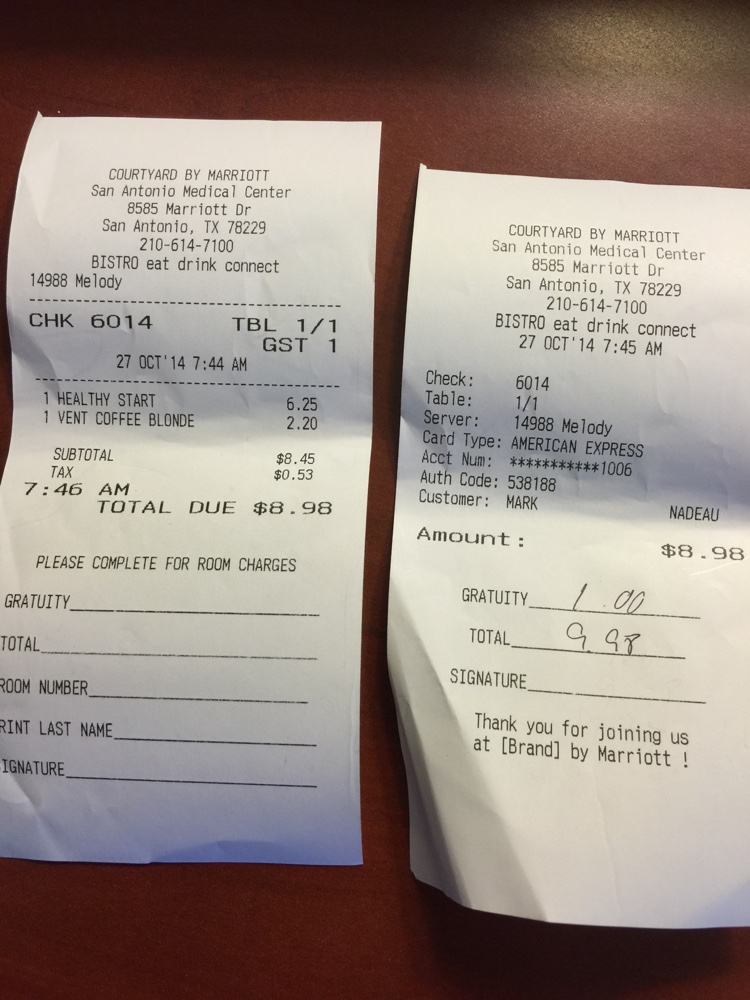 COURTYARD BY MARRIOTT
San Antonio Medical Center
8585 Marriott Dr
San Antonio, TX 78229
210-614-7100
BISTRO eat drink connect
14988 Melody
CHK 6014 TBL 1/1
GST 1
27 OCT'14 7:44 AM
1 HEALTHY START 6.25
1 VENT COFFEE BLONDE 2.20
SUBTOTAL $8.45
TAX $0.53
7:46 AM
TOTAL DUE $8.98
PLEASE COMPLETE FOR ROOM CHARGES
GRATUITY
TOTAL
ROOM NUMBER
RINT LAST NAME
IGNATURE
COURTYARD BY MARRIOTT
San Antonio Medical Center
8585 Marriott Dr
San Antonio, TX 78229
210-614-7100
BISTRO eat drink connect
27 OCT'14 7:45 AM
Check: 6014
Table: 1/1
Server: 14988 Melody
Card Type: AMERICAN EXPRESS
Acct Num: ***********1006
Auth Code: 538188
Customer: MARK NADEAU
Amount: $8.98
GRATUITY 1.00
TOTAL 9.98
SIGNATURE
Thank you for joining us
at [Brand] by Marriott !